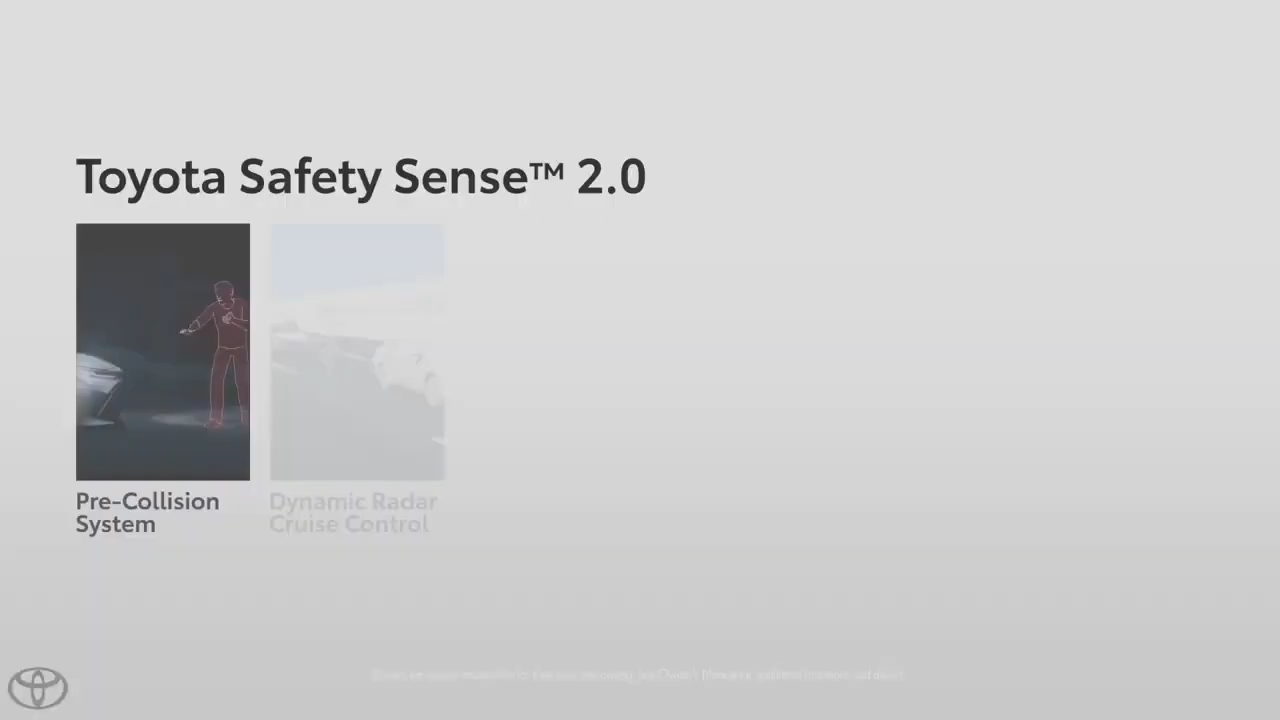 Toyota Safety Sense™ 2.0
Pre-Collision
System
Dynamic Radar
Cruise Control